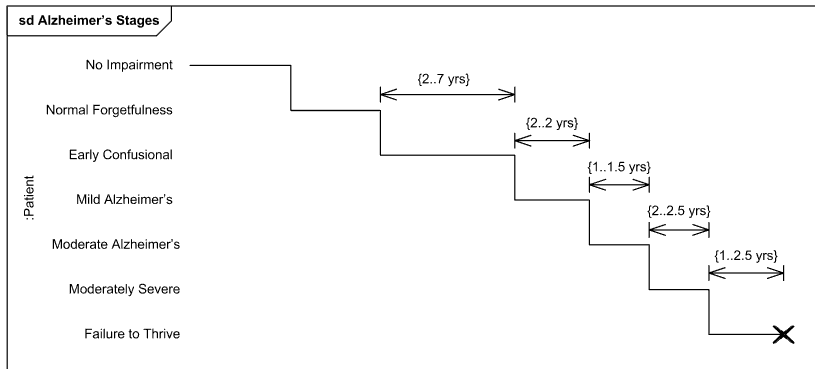 sd Alzheimer's Stages
No Impairment
{2..7 yrs}
Normal Forgetfulness
{2..2 yrs}
Early Confusional
{1..1.5 yrs}
:Patient
Mild Alzheimer's
{2..2.5 yrs}
Moderate Alzheimer's
{1..2.5 yrs}
Moderately Severe
Failure to Thrive